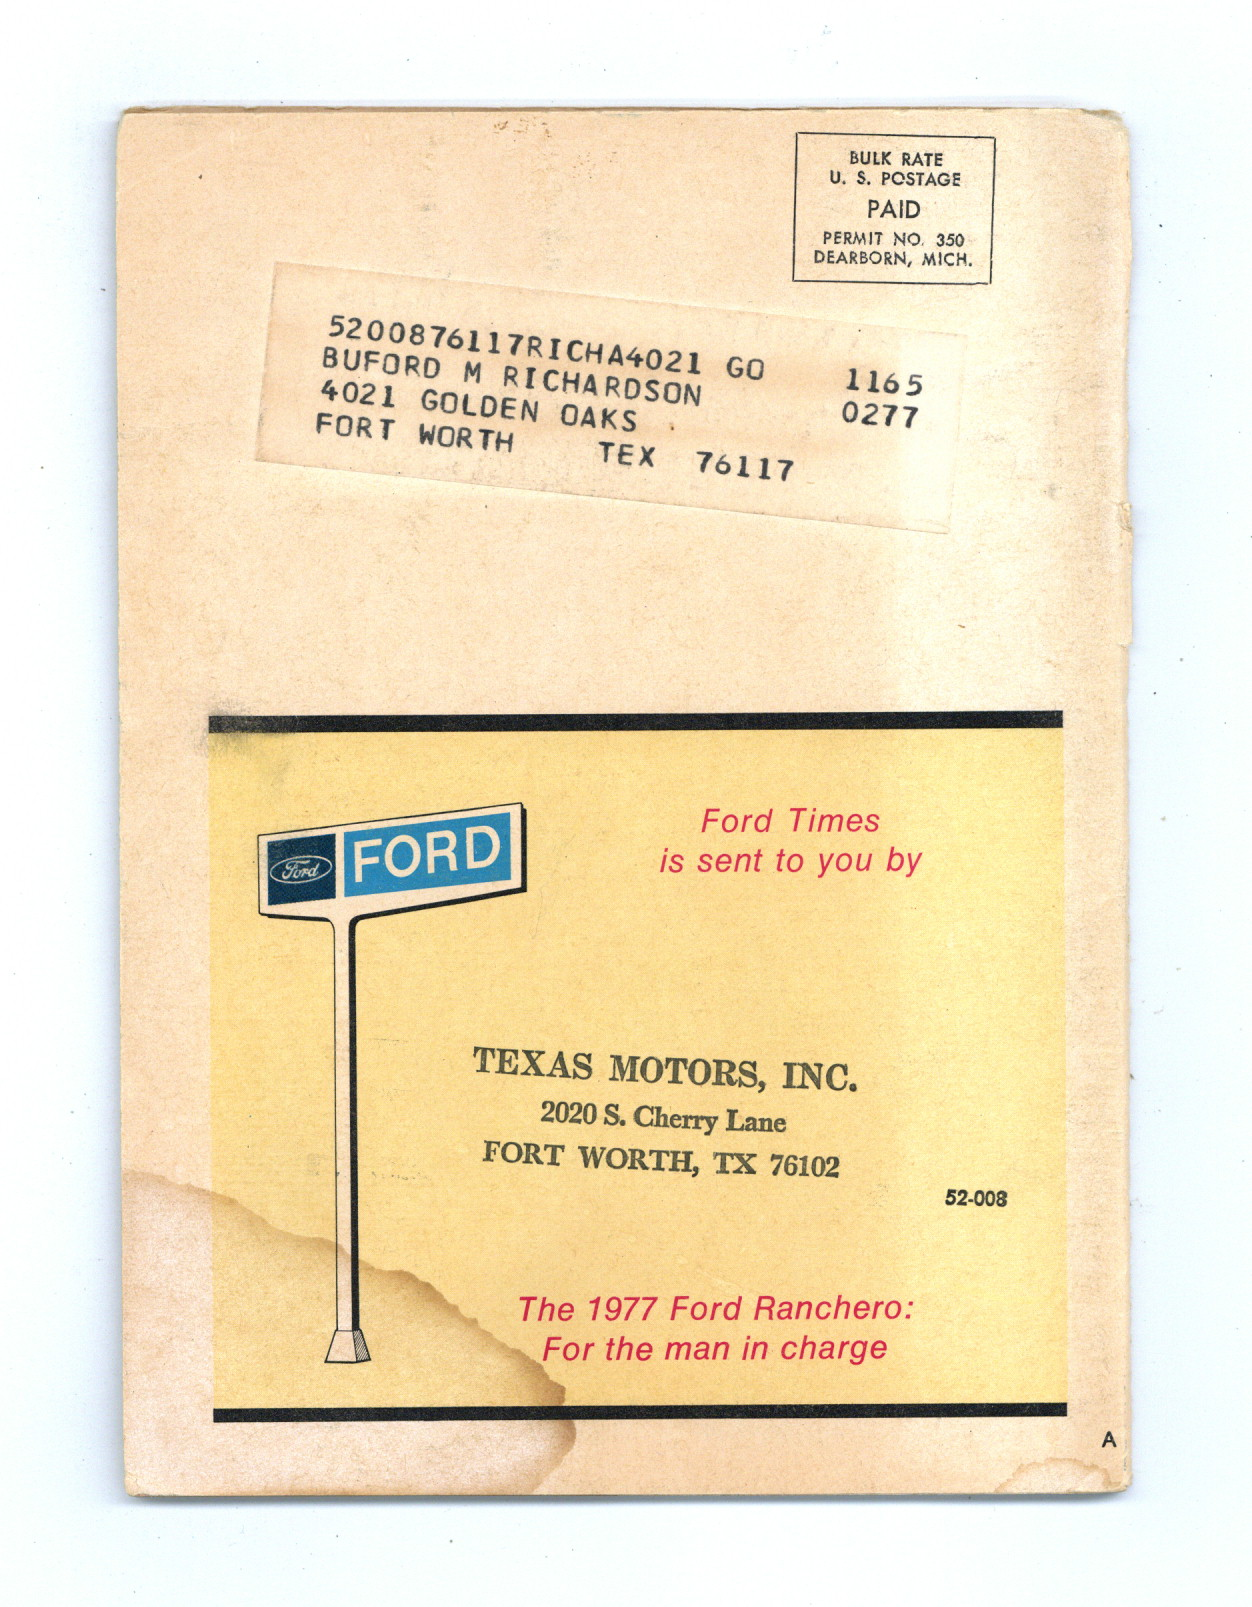 BULK RATE
U. S. POSTAGE
PAID
PERMIT NO. 350
DEARBORN, MICH.
5200876117RICHA4021 GO 1165
BUFORD M RICHARDSON 0277
4021 GOLDEN OAKS
FORT WORTH TEX 76117
Ford FORD
Ford Times
is sent to you by
TEXAS MOTORS, INC.
2020 S. Cherry Lane
FORT WORTH, TX 76102
52-008
The 1977 Ford Ranchero:
For the man in charge
A